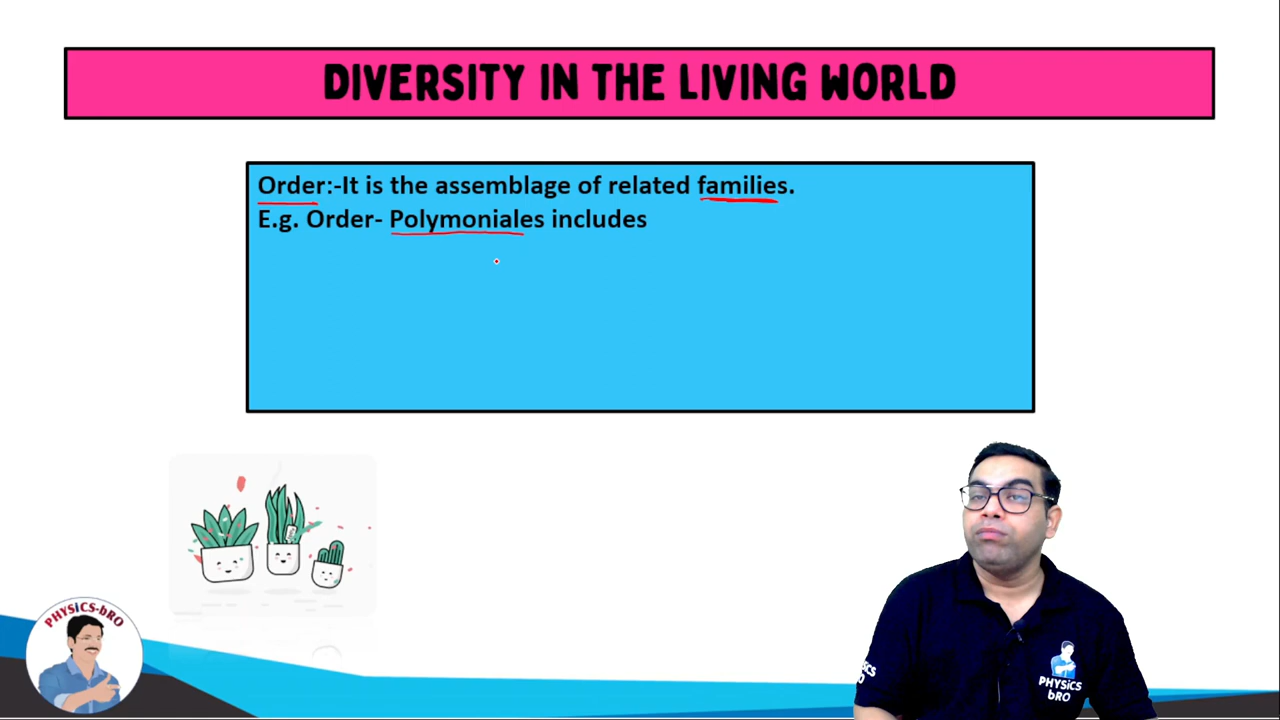 DIVERSITY IN THE LIVING WORLD
Order:-It is the assemblage of related families.
E.g. Order- Polymoniales includes
PHYSiCS-bRO
PHYSiCS
bRO